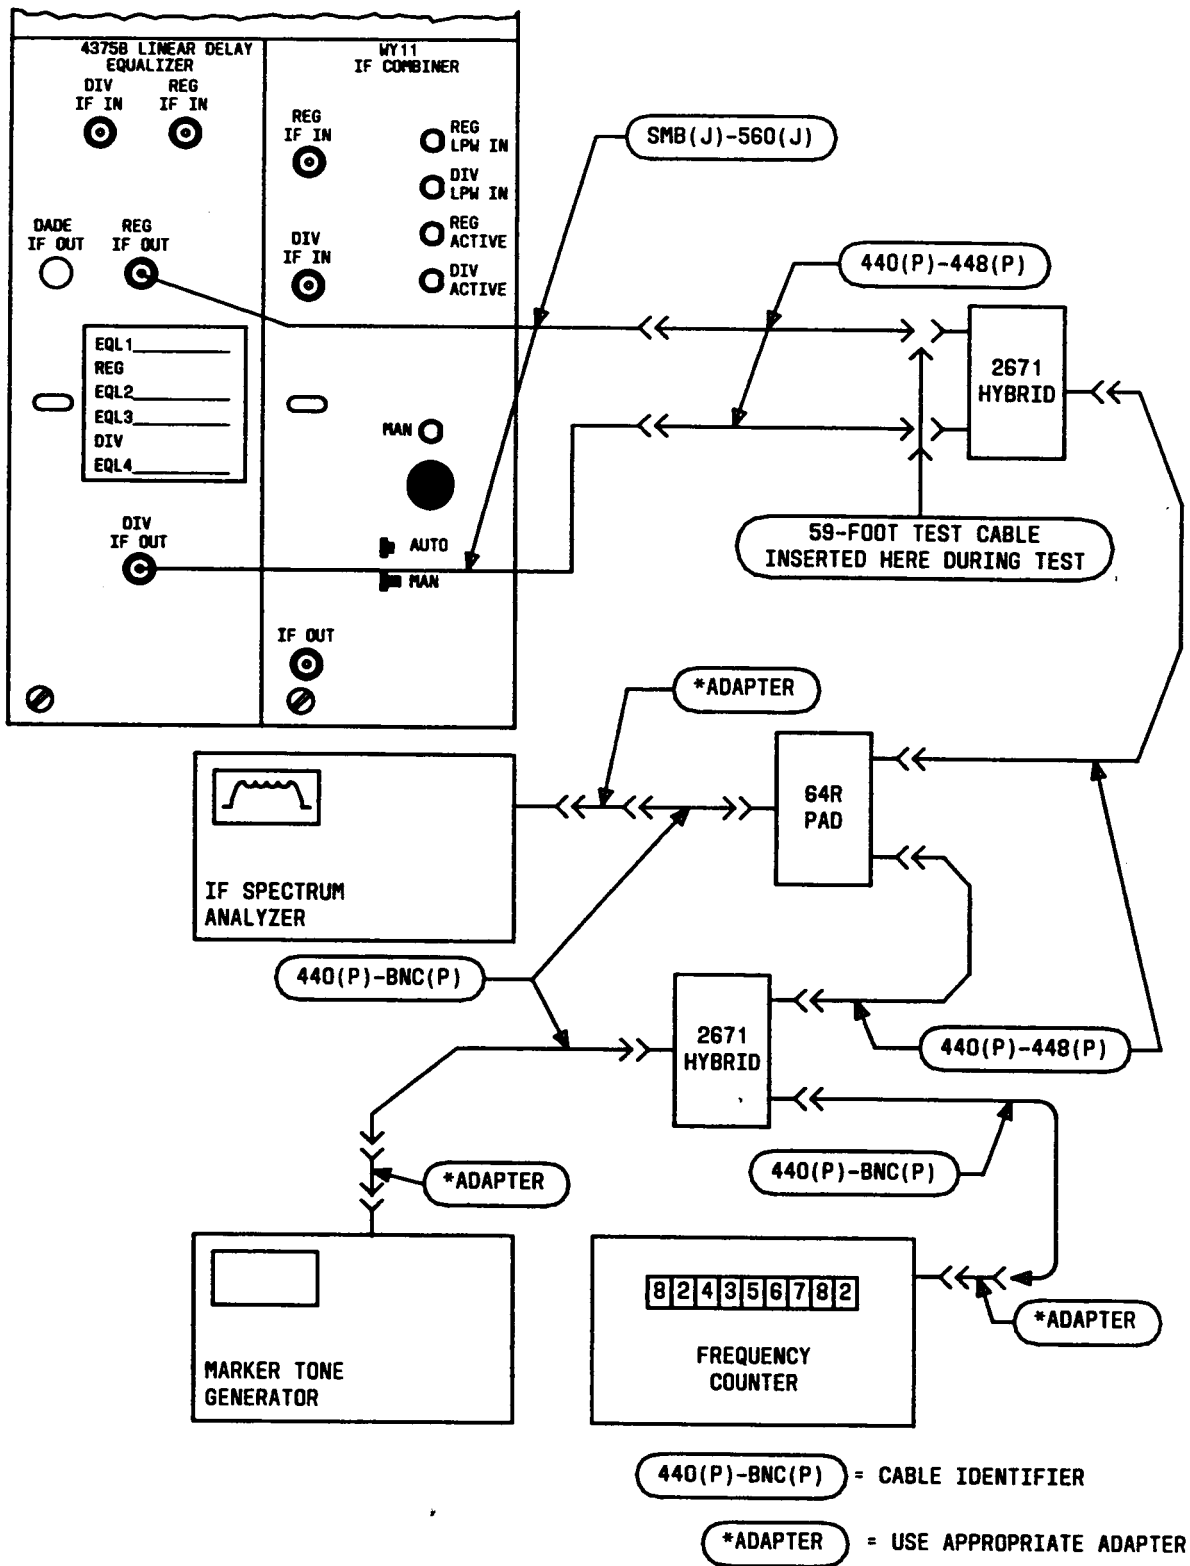 4375B LINEAR DELAY
EQUALIZER
DIV
IF IN
REG
IF IN
DADE
IF OUT
REG
IF OUT
EQL1
REG
EQL2
EQL3
DIV
EQL4
DIV
IF OUT
WY11
IF COMBINER
REG
IF IN
REG
LPW IN
DIV
LPW IN
REG
ACTIVE
DIV
ACTIVE
DIV
IF IN
MAN
AUTO
MAN
IF OUT
SMB(J)-560(J)
440(P)-448(P)
2671
HYBRID
59-FOOT TEST CABLE
INSERTED HERE DURING TEST
*ADAPTER
64R
PAD
IF SPECTRUM
ANALYZER
440(P)-BNC(P)
2671
HYBRID
440(P)-448(P)
440(P)-BNC(P)
*ADAPTER
MARKER TONE
GENERATOR
824356782
FREQUENCY
COUNTER
*ADAPTER
440(P)-BNC(P) = CABLE IDENTIFIER
*ADAPTER = USE APPROPRIATE ADAPTER